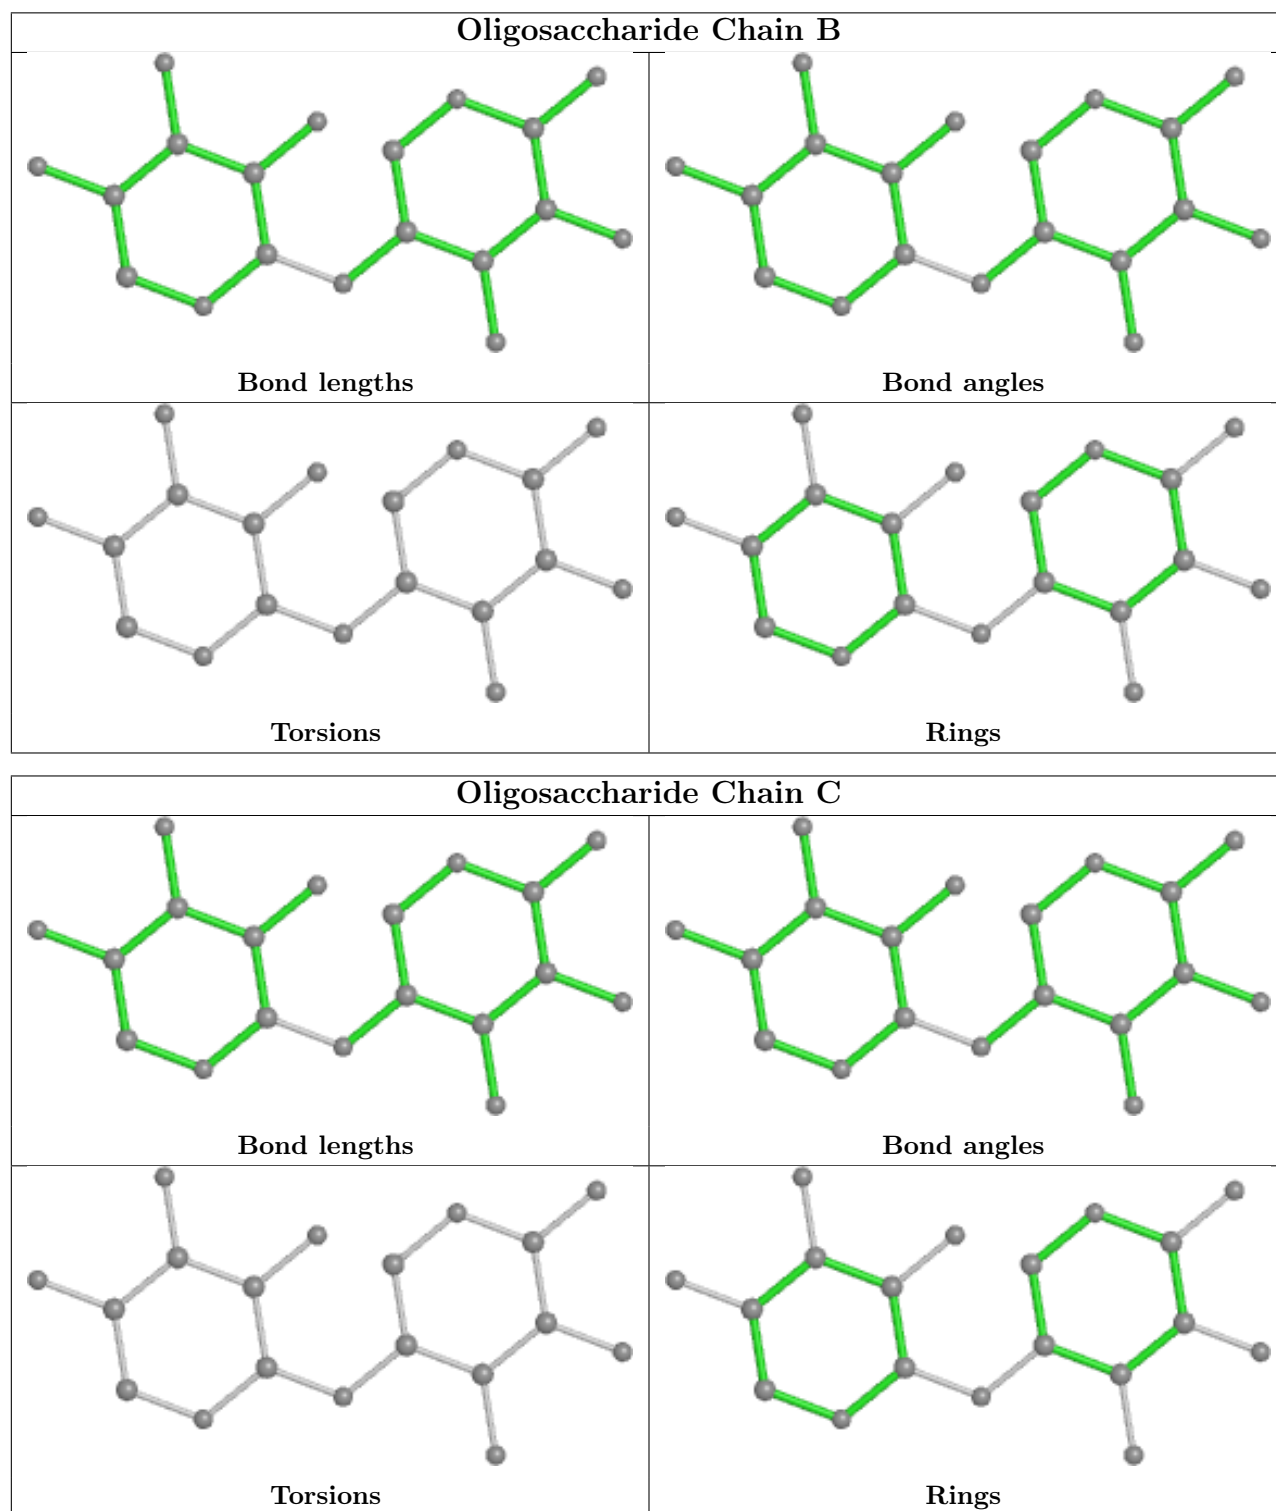 Oligosaccharide Chain B
Bond lengths
Bond angles
Torsions
Rings
Oligosaccharide Chain C
Bond lengths
Bond angles
Torsions
Rings